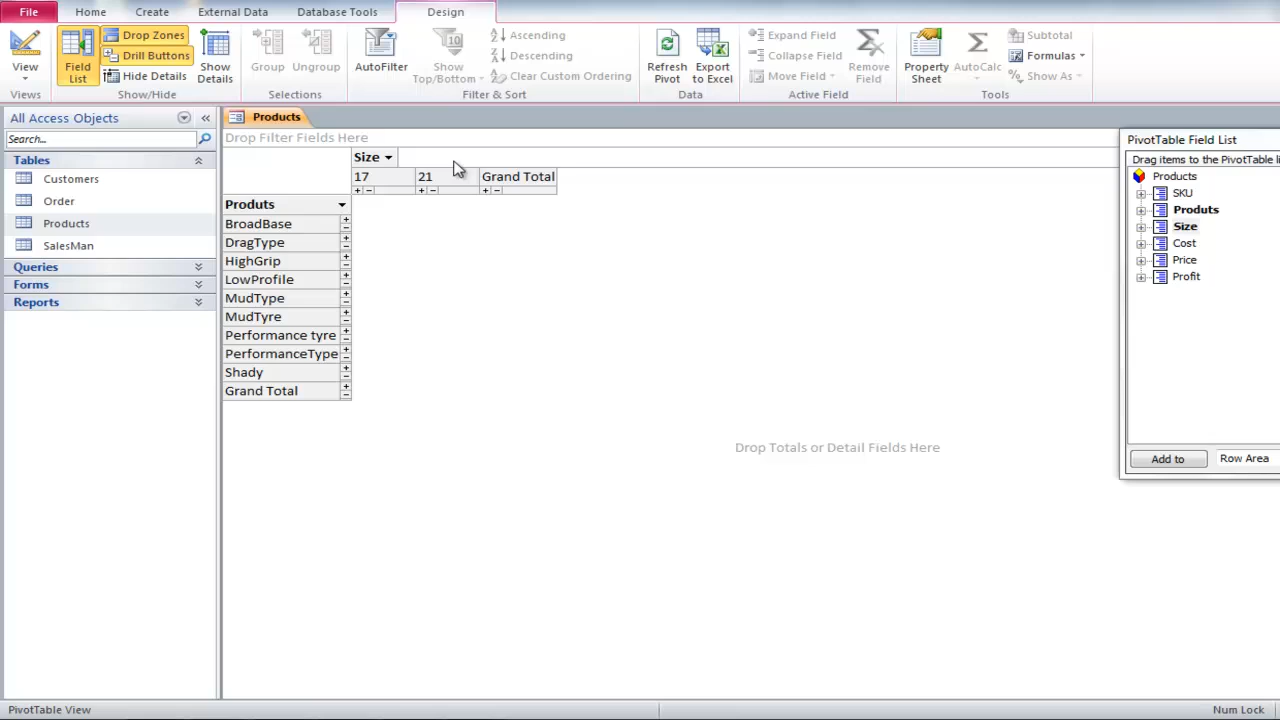 File Home Create External Data Database Tools Design
View
Views
Field List
Drop Zones
Drill Buttons
Hide Details
Show Details
Show/Hide
Group Ungroup
Selections
AutoFilter
Show Top/Bottom
Ascending
Descending
Clear Custom Ordering
Filter & Sort
Refresh Pivot
Export to Excel
Data
Expand Field
Collapse Field
Move Field
Remove Field
Active Field
Property Sheet
AutoCalc
Subtotal
Formulas
Show As
Tools
All Access Objects
Search...
Tables
Customers
Order
Products
SalesMan
Queries
Forms
Reports
Products
Drop Filter Fields Here
Size
17 21 Grand Total
Produts
BroadBase
DragType
HighGrip
LowProfile
MudType
MudTyre
Performance tyre
PerformanceType
Shady
Grand Total
Drop Totals or Detail Fields Here
PivotTable Field List
Drag items to the PivotTable li
Products
SKU
Produts
Size
Cost
Price
Profit
Add to Row Area
PivotTable View
Num Lock